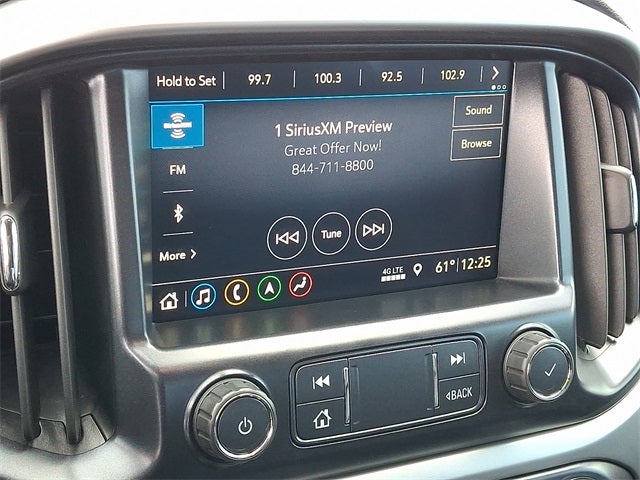 Hold to Set 99.7 100.3 92.5 102.9
SiriusXM
1 SiriusXM Preview
Great Offer Now!
844-711-8800
Sound
Browse
FM
More
Tune
4G LTE 61° 12:25
BACK